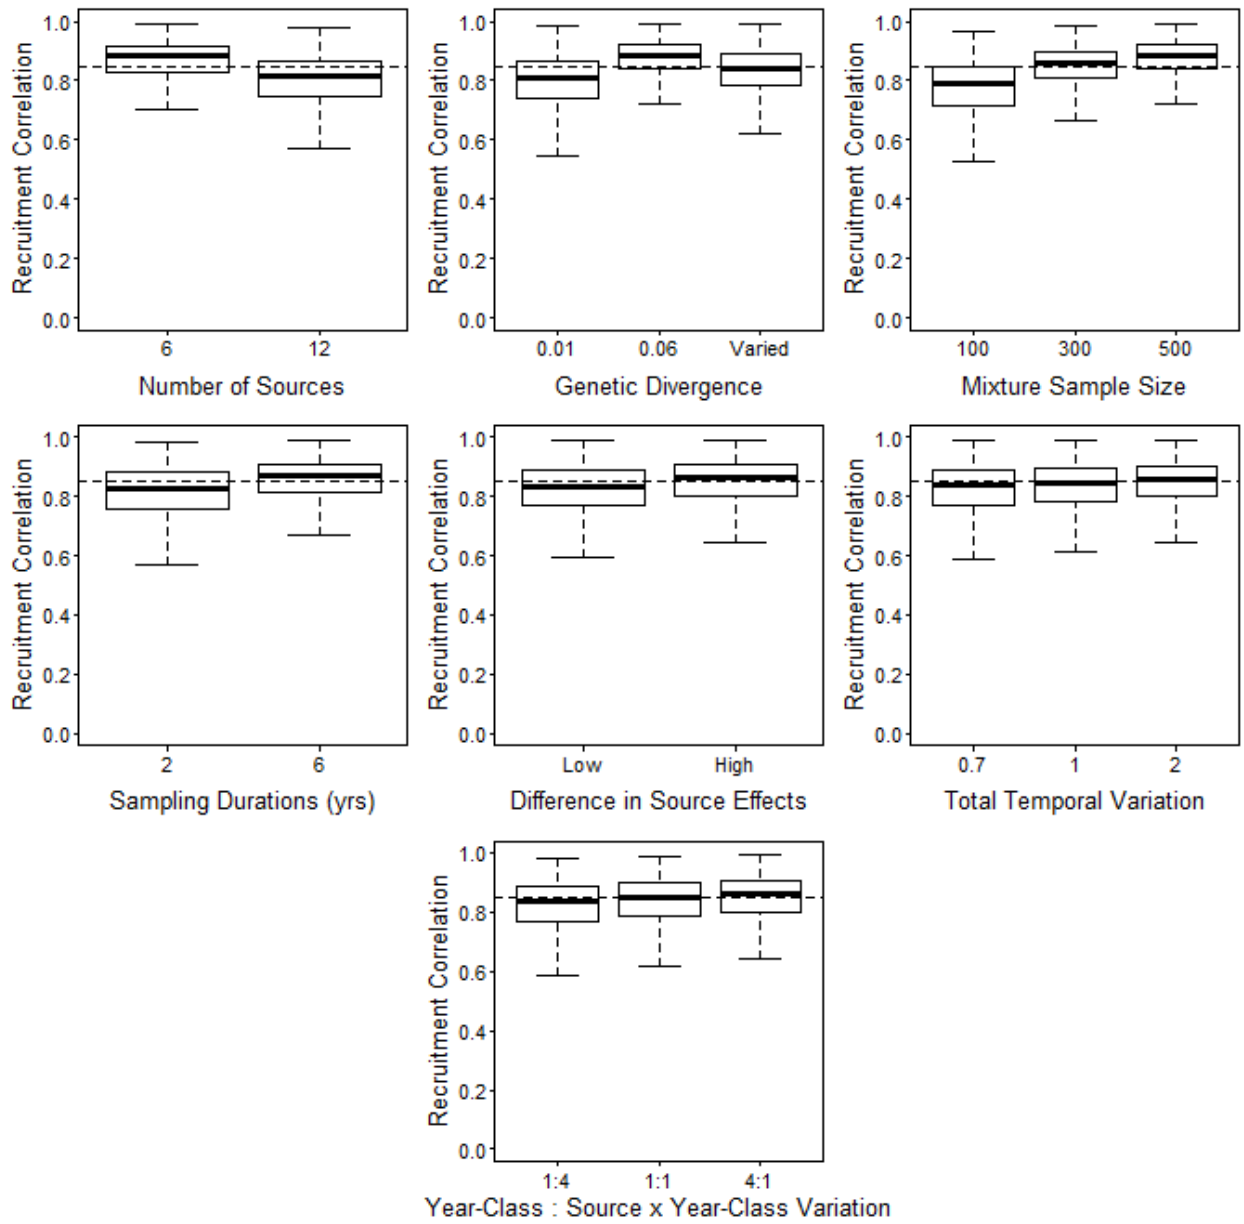 Recruitment Correlation
1.0
0.8
0.6
0.4
0.2
0.0
6 12
Number of Sources
Recruitment Correlation
1.0
0.8
0.6
0.4
0.2
0.0
0.01 0.06 Varied
Genetic Divergence
Recruitment Correlation
1.0
0.8
0.6
0.4
0.2
0.0
100 300 500
Mixture Sample Size
Recruitment Correlation
1.0
0.8
0.6
0.4
0.2
0.0
2 6
Sampling Durations (yrs)
Recruitment Correlation
1.0
0.8
0.6
0.4
0.2
0.0
Low High
Difference in Source Effects
Recruitment Correlation
1.0
0.8
0.6
0.4
0.2
0.0
0.7 1 2
Total Temporal Variation
Recruitment Correlation
1.0
0.8
0.6
0.4
0.2
0.0
1:4 1:1 4:1
Year-Class : Source x Year-Class Variation